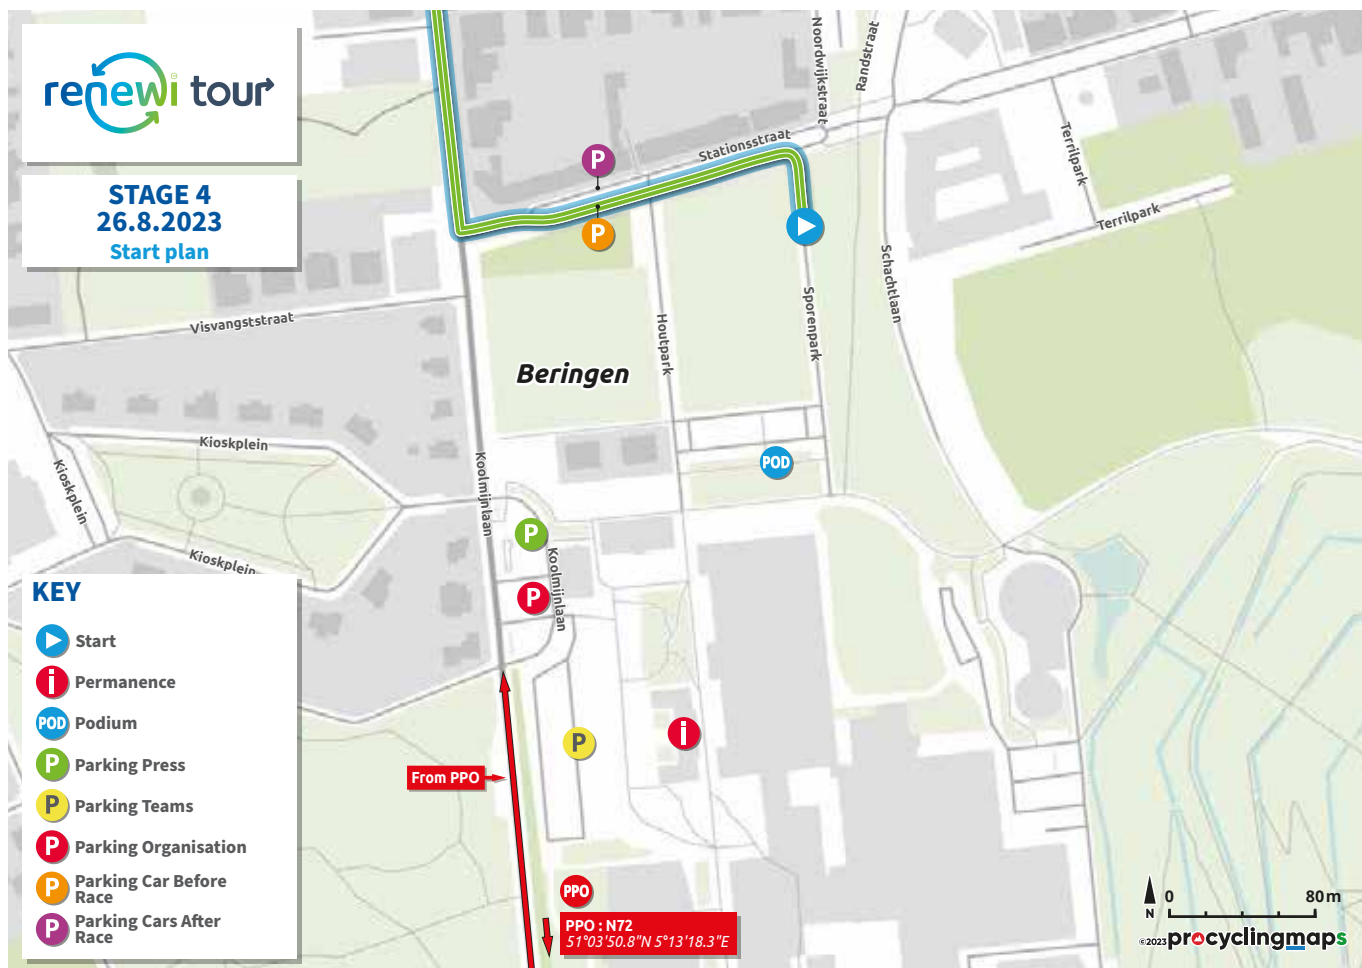 renewi tour
STAGE 4
26.8.2023
Start plan
Noordwijkstraat
Randstraat
Stationsstraat
P
Terrilpark
Terrilpark
P
Schachtlaan
Sporenpark
Houtpark
Visvangststraat
Beringen
Kioskplein
Kioskplein
Kioskplein
Koolmijnlaan
POD
P
Koolmijnlaan
P
P
i
From PPO
PPO
PPO : N72
51°03'50.8"N 5°13'18.3"E
KEY
Start
i Permanence
POD Podium
P Parking Press
P Parking Teams
P Parking Organisation
P Parking Car Before
Race
P Parking Cars After
Race
N
0 80m
©2023 procyclingmaps